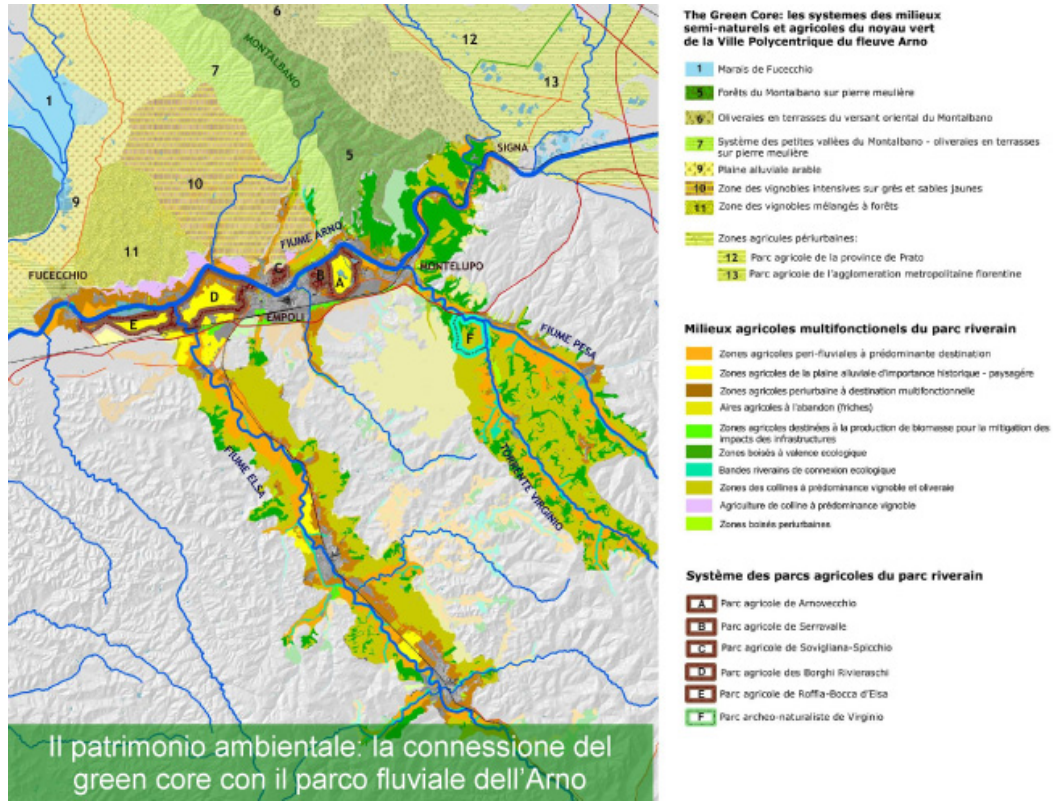 6
12
MONTALBANO
7
13
1
5
SIGNA
10
9
FIUME ARNO
11
FUCECCHIO
C
B
A
MONTELUPO
D
E
EMPOLI
F
FIUME PESA
FIUME ELSA
TORRENTE VIRGINIO
Il patrimonio ambientale: la connessione del
green core con il parco fluviale dell'Arno
The Green Core: les systemes des milieux
semi-naturels et agricoles du noyau vert
de la Ville Polycentrique du fleuve Arno
1 Marais de Fucecchio
5 Forêts du Montalbano sur pierre meulière
6 Oliveraies en terrasses du versant oriental du Montalbano
7 Système des petites vallées du Montalbano - oliveraies en terrasses
sur pierre meulière
9 Plaine alluviale arable
10 Zone des vignobles intensives sur grés et sables jaunes
11 Zone des vignobles mélangés à forêts
Zones agricules périurbaines:
12 Parc agricole de la province de Prato
13 Parc agricole de l'agglomeration metropolitaine fiorentine
Milieux agricoles multifonctionels du parc riverain
Zones agricoles peri-fluviales à prédominante destination
Zones agricoles de la plaine alluviale d'importance historique - paysagére
Zones agricoles periurbaine à destination multifonctionnelle
Aires agricoles à l'abandon (friches)
Zones agricoles destinées à la production de biomasse pour la mitigation des
impacts des infrastructures
Zones boisés à valence ecologique
Bandes riverains de connexion ecologique
Zones des collines à prédominance vignoble et oliveraie
Agriculture de colline à prédominance vignoble
Zones boisés periurbaines
Système des parcs agricoles du parc riverain
A Parc agricole de Arnovecchio
B Parc agricole de Serravalle
C Parc agricole de Sovigliana-Spicchio
D Parc agricole des Borghi Rivieraschi
E Parc agricole de Roffia-Bocca d'Elsa
F Parc archeo-naturaliste de Virginio